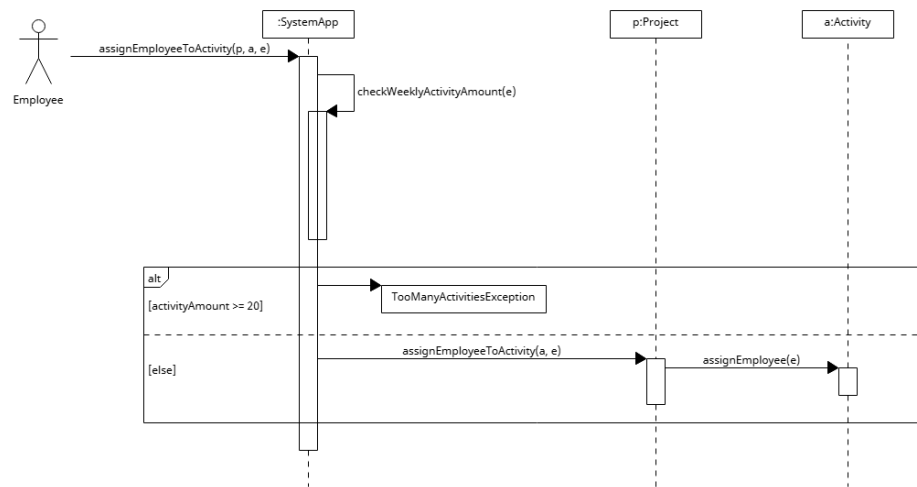 :SystemApp
p:Project
a:Activity
assignEmployeeToActivity(p, a, e)
Employee
checkWeeklyActivityAmount(e)
alt
[activityAmount >= 20]
TooManyActivitiesException
[else]
assignEmployeeToActivity(a, e)
assignEmployee(e)